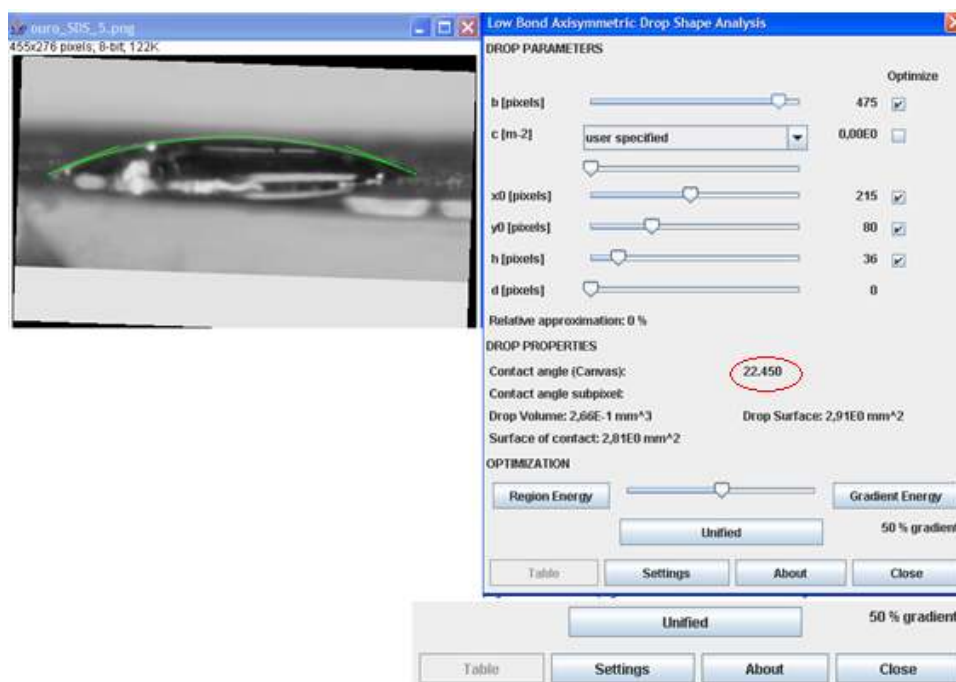 ouro_SDS_5.png
455x276 pixels; 8-bit; 122K
Low Bond Axisymmetric Drop Shape Analysis
DROP PARAMETERS
Optimize
b [pixels] 475
c [m-2] user specified 0,00E0
x0 [pixels] 215
y0 [pixels] 80
h [pixels] 36
d [pixels] 0
Relative approximation: 0 %
DROP PROPERTIES
Contact angle (Canvas): 22.450
Contact angle subpixel:
Drop Volume: 2,66E-1 mm^3 Drop Surface: 2,91E0 mm^2
Surface of contact: 2,81E0 mm^2
OPTIMIZATION
Region Energy Gradient Energy
Unified 50 % gradient
Table Settings About Close
Unified 50 % gradient
Table Settings About Close